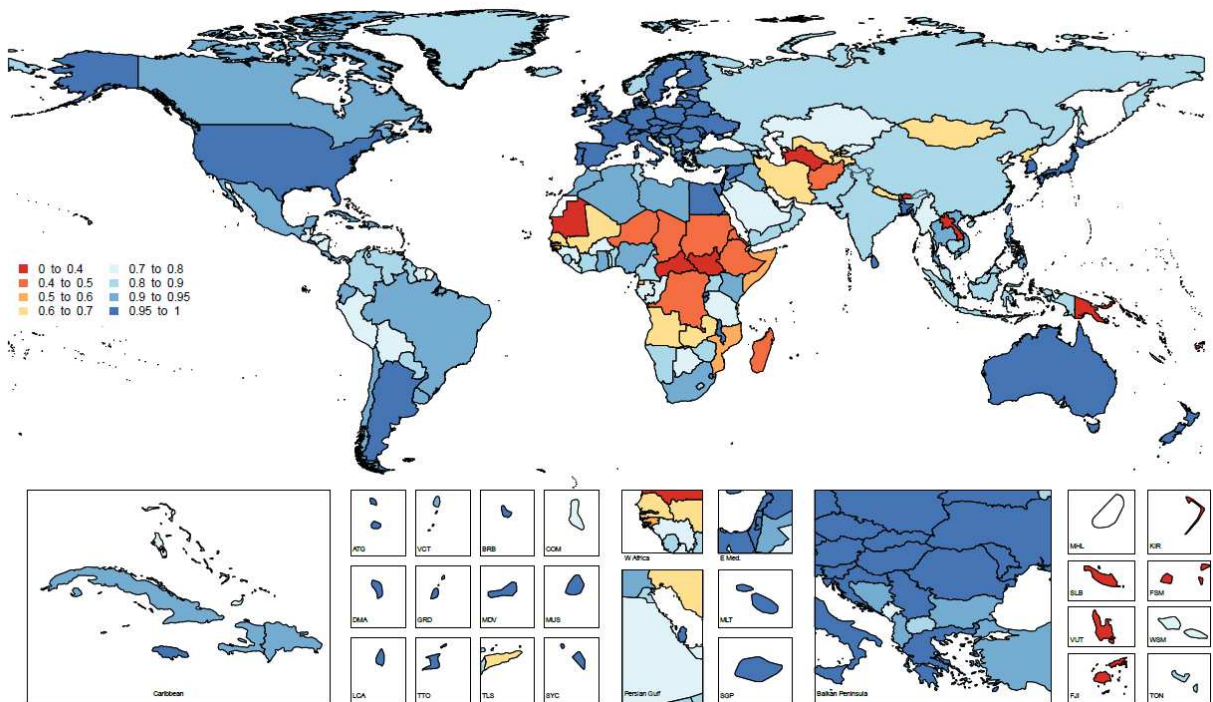 0 to 0.4
0.4 to 0.5
0.5 to 0.6
0.6 to 0.7
0.7 to 0.8
0.8 to 0.9
0.9 to 0.95
0.95 to 1
Caribbean
ATG
VCT
BRB
COM
DMA
GRD
MDV
MUS
LCA
TTO
TLS
SYC
W Africa
E Med.
Persian Gulf
MLT
SGP
Balkan Peninsula
MHL
KIR
SLB
FSM
VUT
WSM
FJI
TON